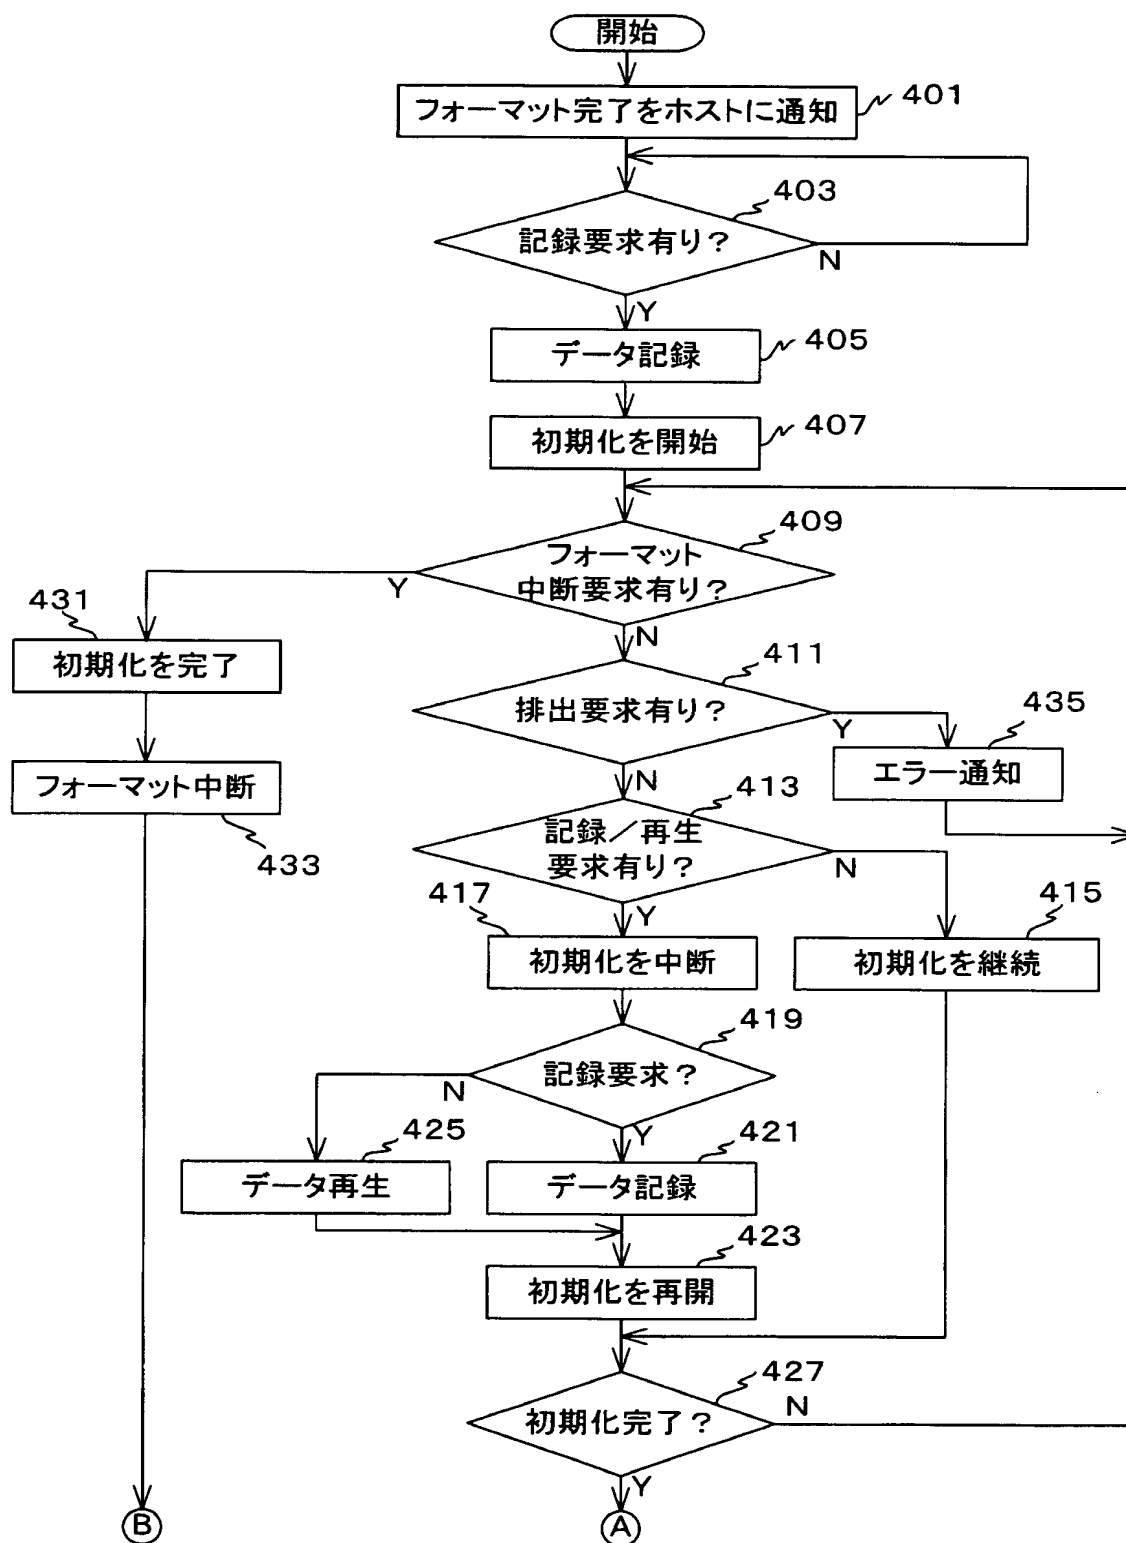 開始
フォーマット完了をホストに通知
401
403
記録要求有り?
N
Y
データ記録
405
初期化を開始
407
409
フォーマット
中断要求有り?
Y
N
431
初期化を完了
411
排出要求有り?
Y
435
エラー通知
フォーマット中断
433
N
413
記録/再生
要求有り?
N
417
Y
415
初期化を中断
初期化を継続
419
記録要求?
N
Y
425
421
データ再生
データ記録
423
初期化を再開
427
初期化完了?
N
Y
B
A